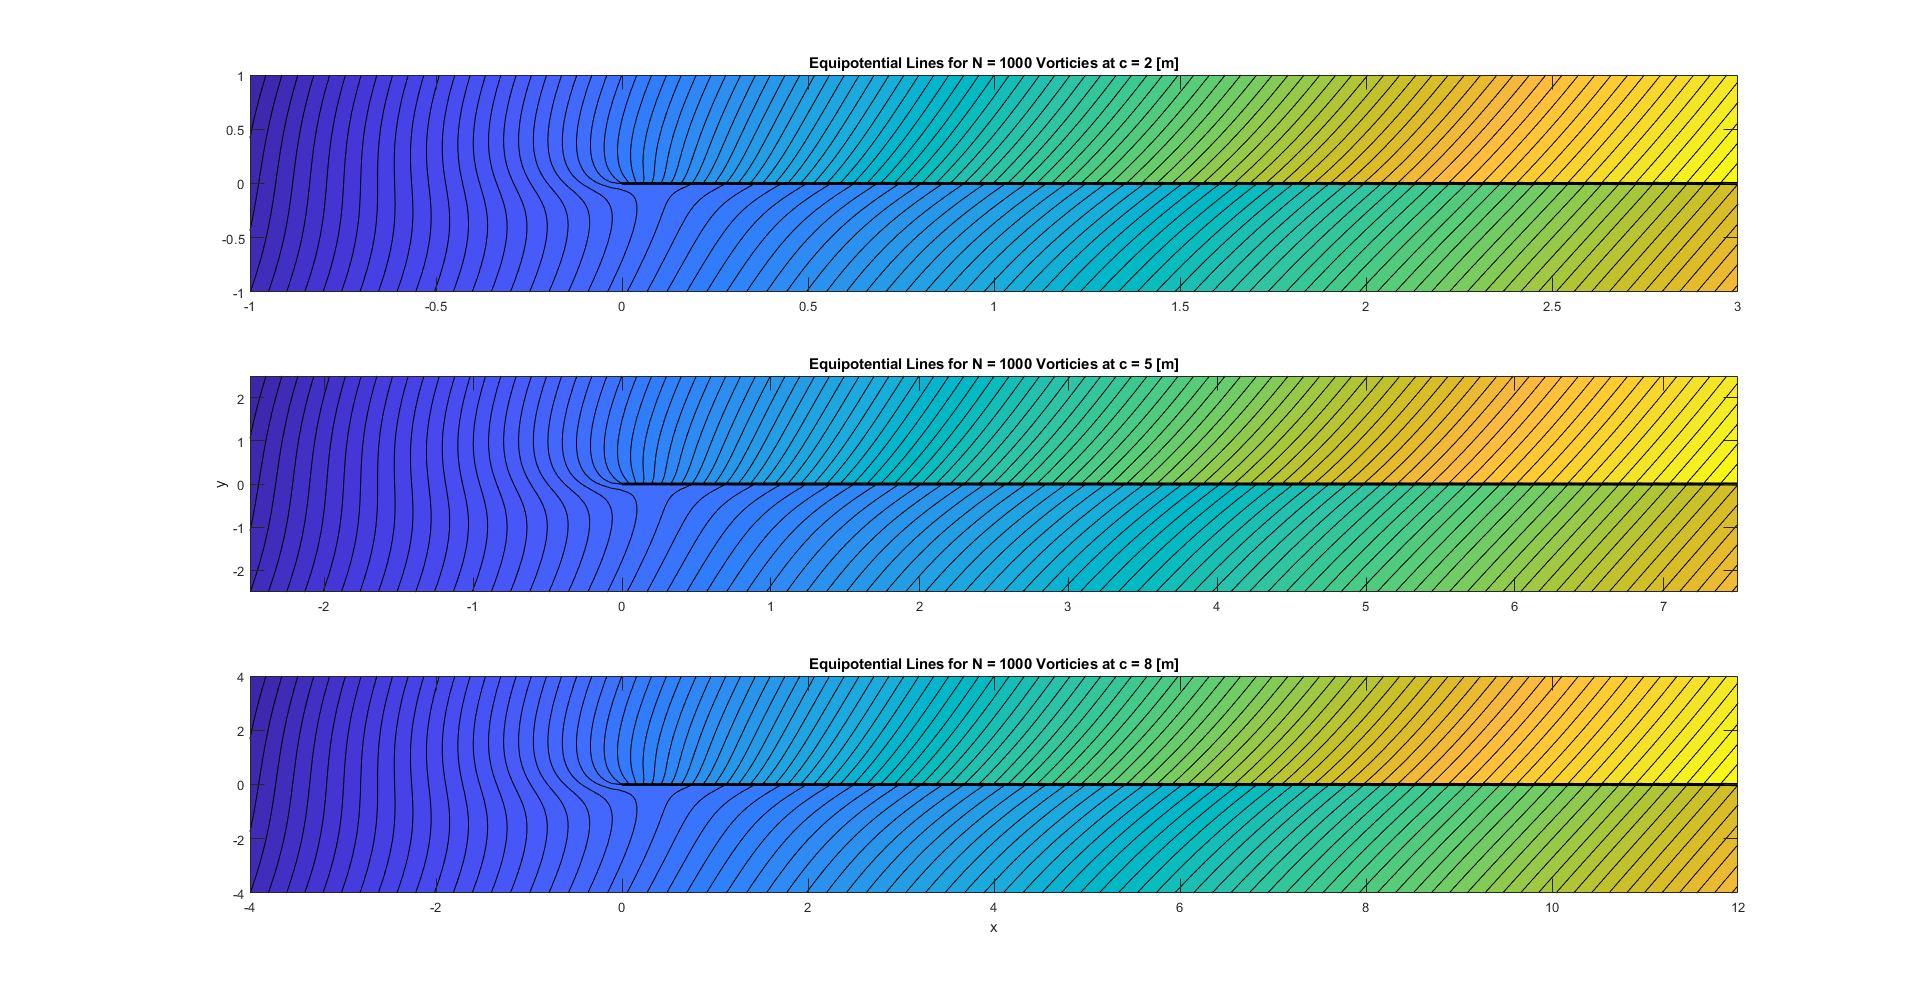 Equipotential Lines for N = 1000 Vorticies at c = 2 [m]
1
0.5
0
-0.5
-1
-1 -0.5 0 0.5 1 1.5 2 2.5 3
Equipotential Lines for N = 1000 Vorticies at c = 5 [m]
2
1
0
-1
-2
y
-2 -1 0 1 2 3 4 5 6 7
Equipotential Lines for N = 1000 Vorticies at c = 8 [m]
4
2
0
-2
-4
-4 -2 0 2 4 6 8 10 12
x